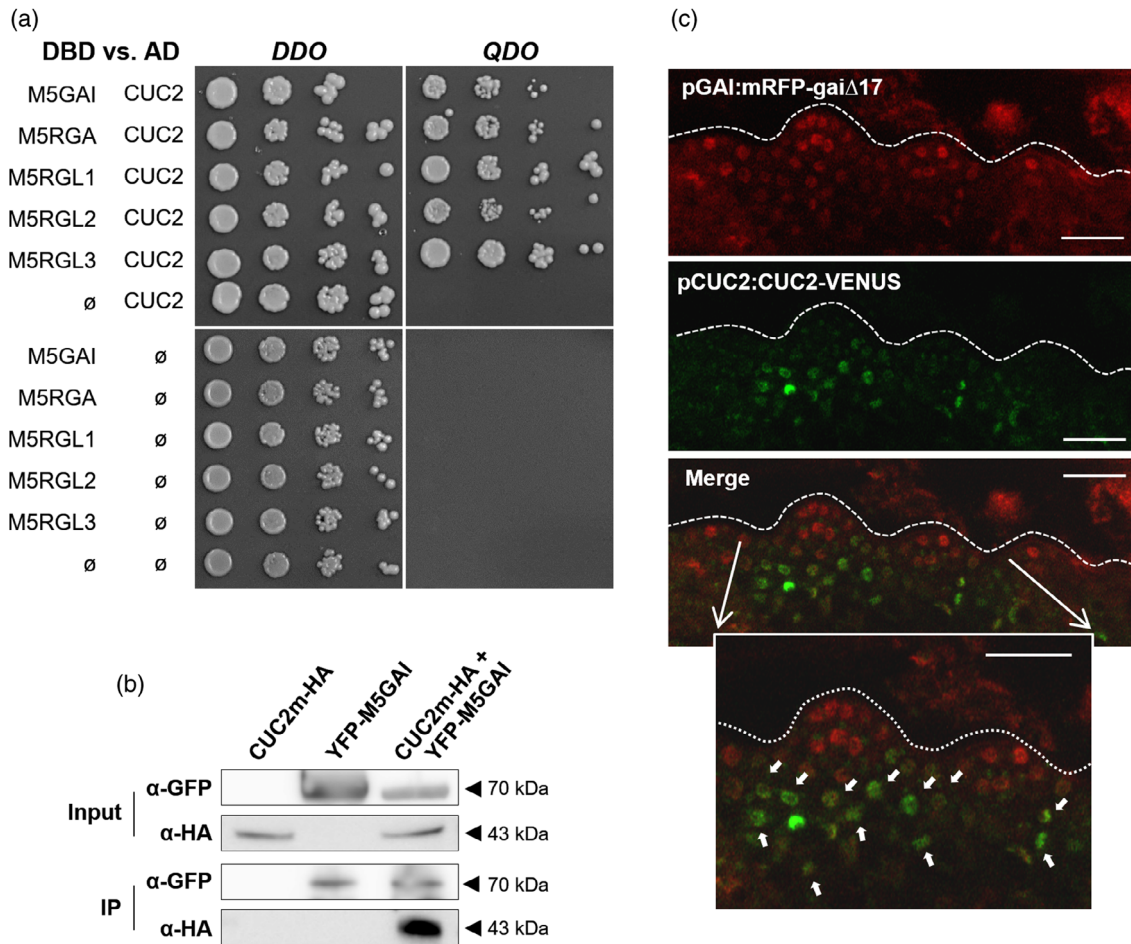 (a)
DBD vs. AD DDO QDO
M5GAI CUC2
M5RGA CUC2
M5RGL1 CUC2
M5RGL2 CUC2
M5RGL3 CUC2
ø CUC2
M5GAI ø
M5RGA ø
M5RGL1 ø
M5RGL2 ø
M5RGL3 ø
ø ø
(b)
CUC2m-HA
YFP-M5GAI
CUC2m-HA +
YFP-M5GAI
Input
α-GFP 70 kDa
α-HA 43 kDa
IP
α-GFP 70 kDa
α-HA 43 kDa
(c)
pGAI:mRFP-gaiΔ17
pCUC2:CUC2-VENUS
Merge